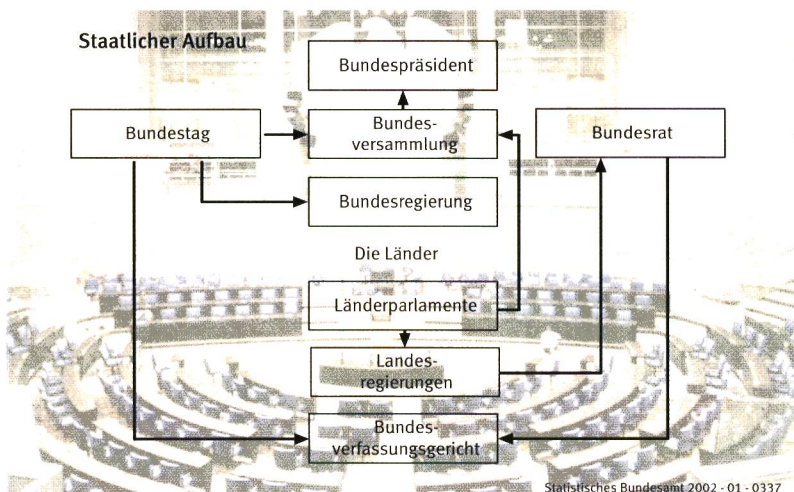 Staatlicher Aufbau
Bundespräsident
Bundestag
Bundes-
versammlung
Bundesrat
Bundesregierung
Die Länder
Länderparlamente
Landes-
regierungen
Bundes-
verfassungsgericht
Statistisches Bundesamt 2002 - 01 - 0337